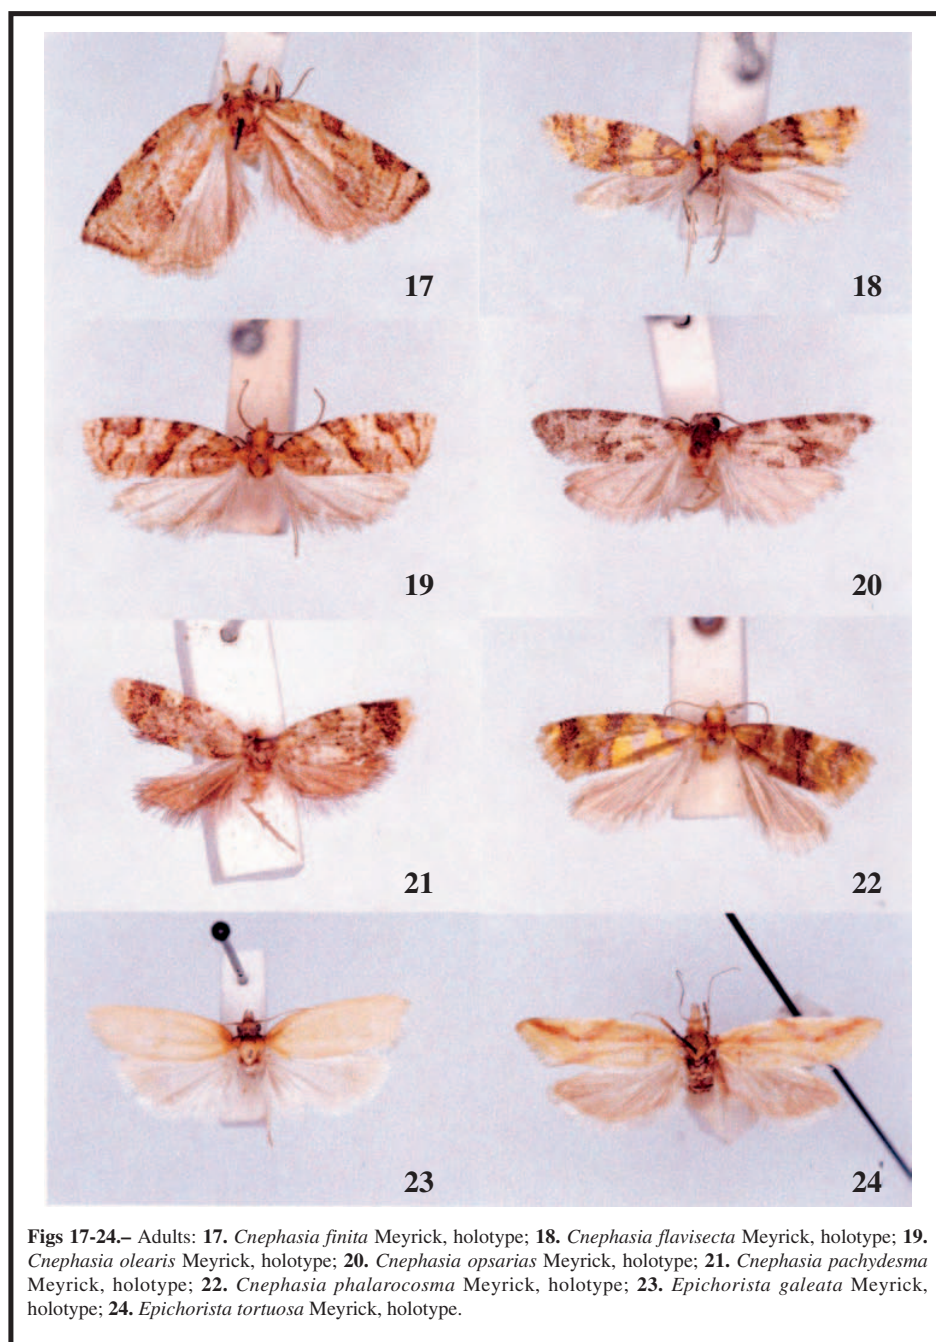 17
18
19
20
21
22
23
24
Figs 17-24.– Adults: 17. Cnephasia finita Meyrick, holotype; 18. Cnephasia flavisecta Meyrick, holotype; 19.
Cnephasia olearis Meyrick, holotype; 20. Cnephasia opsarias Meyrick, holotype; 21. Cnephasia pachydesma
Meyrick, holotype; 22. Cnephasia phalarocosma Meyrick, holotype; 23. Epichorista galeata Meyrick,
holotype; 24. Epichorista tortuosa Meyrick, holotype.